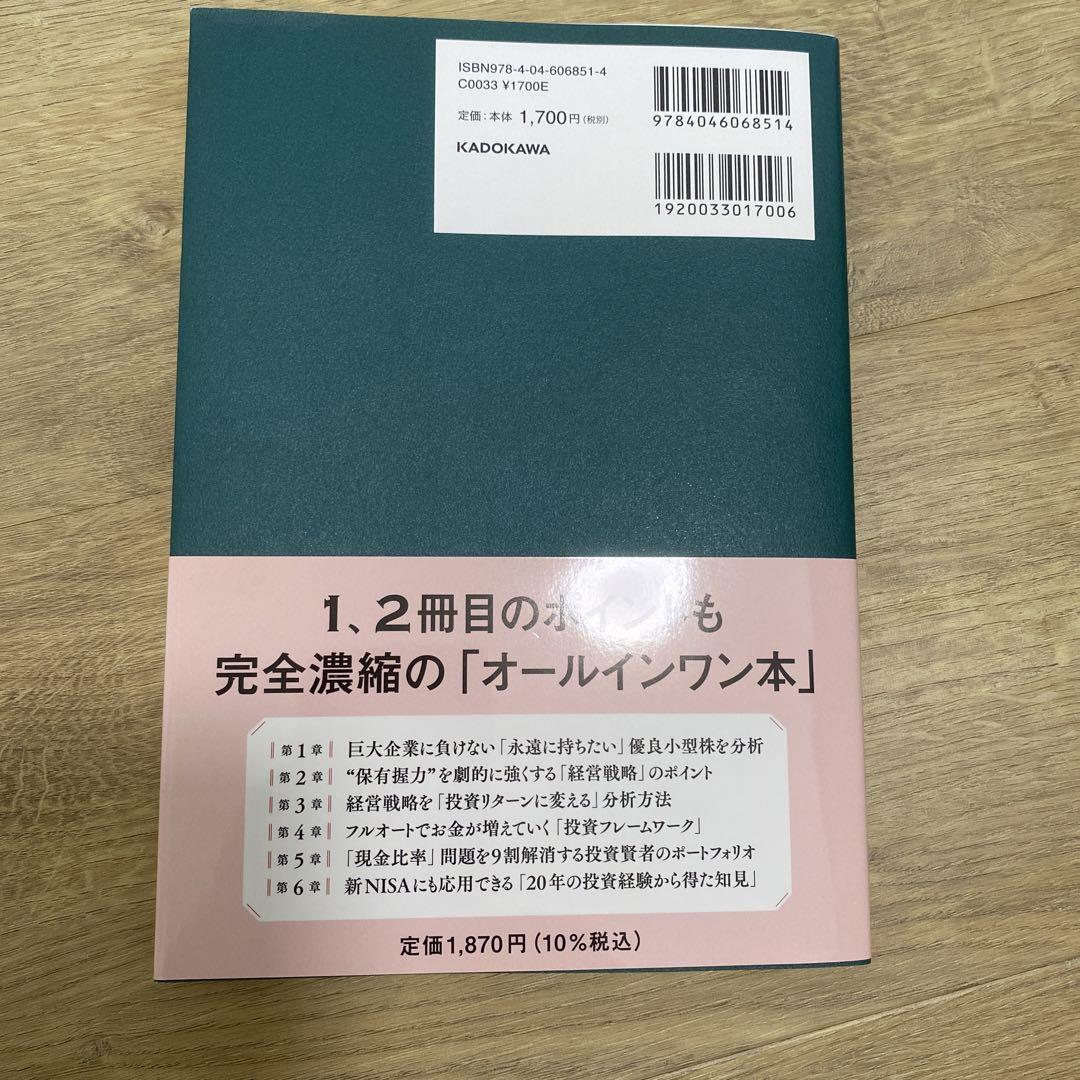 ISBN978-4-04-606851-4
C0033 ¥1700E
定価：本体 1,700円（税別）
KADOKAWA
9784046068514
1920033017006
1、2冊目のポイントも
完全濃縮の「オールインワン本」
第1章 巨大企業に負けない「永遠に持ちたい」優良小型株を分析
第2章 “保有握力”を劇的に強くする「経営戦略」のポイント
第3章 経営戦略を「投資リターンに変える」分析方法
第4章 フルオートでお金が増えていく「投資フレームワーク」
第5章 「現金比率」問題を9割解消する投資賢者のポートフォリオ
第6章 新NISAにも応用できる「20年の投資経験から得た知見」
定価1,870円（10%税込）